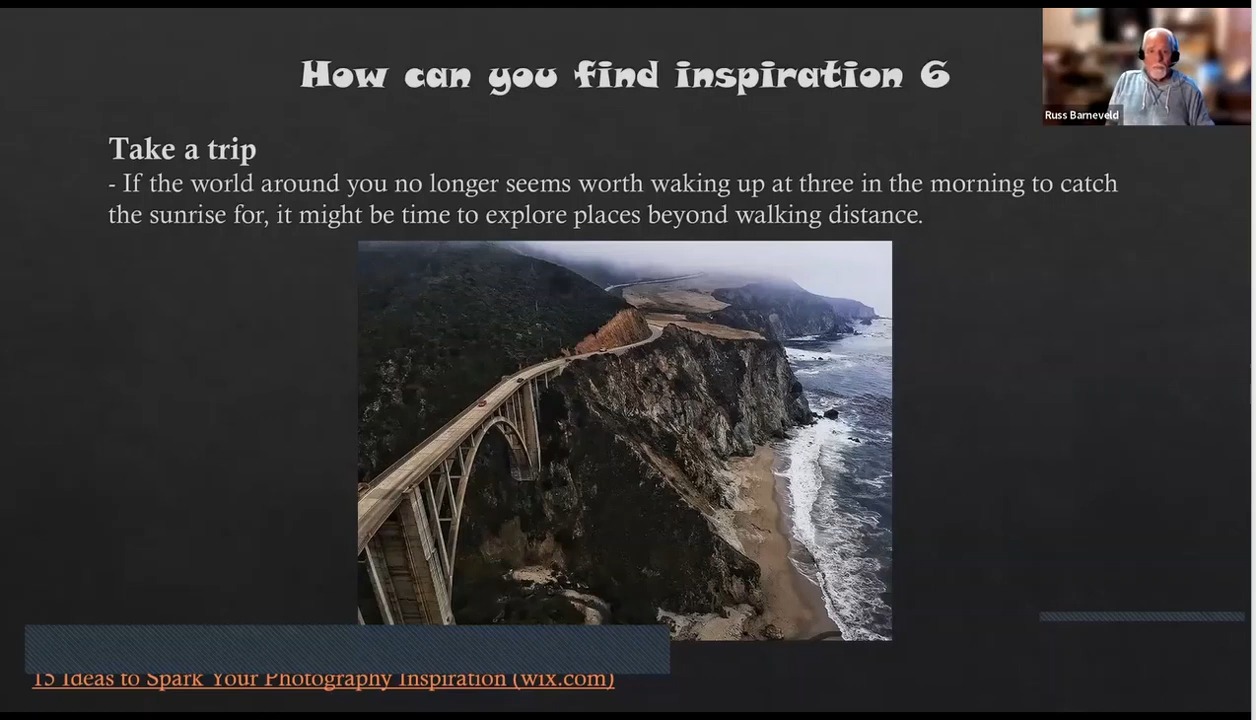 How can you find inspiration 6
Russ Barneveld
Take a trip
- If the world around you no longer seems worth waking up at three in the morning to catch
the sunrise for, it might be time to explore places beyond walking distance.
15 Ideas to Spark Your Photography Inspiration (wix.com)